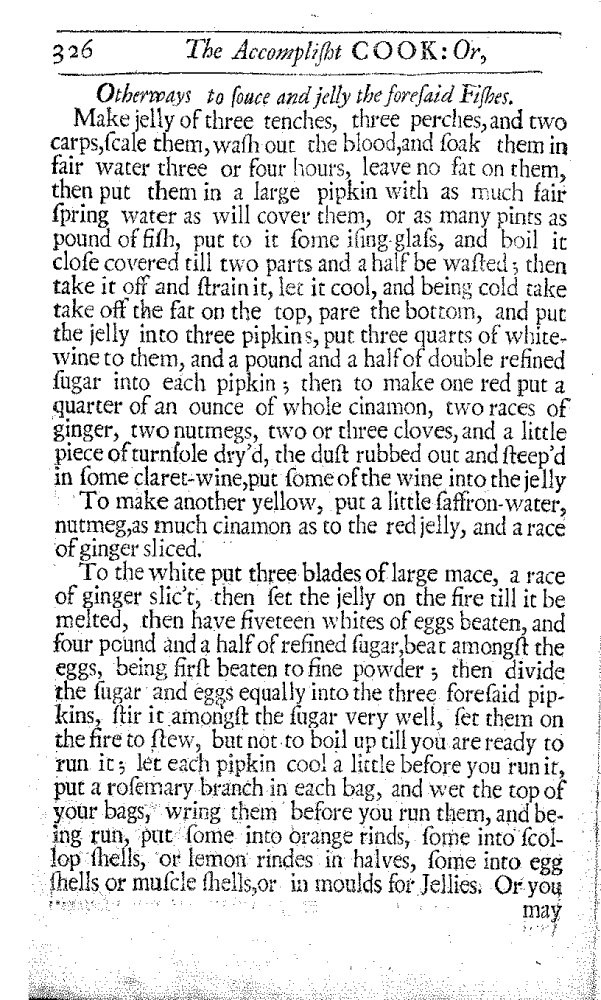 326 The Accompliſht COOK: Or,
Otherways to ſouce and jelly the foreſaid Fiſhes.
Make jelly of three tenches, three perches, and two
carps, ſcale them, waſh out the blood, and ſoak them in
fair water three or four hours, leave no fat on them,
then put them in a large pipkin with as much fair
ſpring water as will cover them, or as many pints as
pound of fiſh, put to it ſome iſing-glaſs, and boil it
cloſe covered till two parts and a half be waſted; then
take it off and ſtrain it, let it cool, and being cold take
take off the fat on the top, pare the bottom, and put
the jelly into three pipkins, put three quarts of white-
wine to them, and a pound and a half of double refined
ſugar into each pipkin; then to make one red put a
quarter of an ounce of whole cinamon, two races of
ginger, two nutmegs, two or three cloves, and a little
piece of turnſole dry'd, the duſt rubbed out and ſteep'd
in ſome claret-wine, put ſome of the wine into the jelly
To make another yellow, put a little ſaffron-water,
nutmeg, as much cinamon as to the red jelly, and a race
of ginger sliced.
To the white put three blades of large mace, a race
of ginger slic't, then ſet the jelly on the fire till it be
melted, then have fiveteen whites of eggs beaten, and
four pound and a half of refined ſugar, beat amongſt the
eggs, being firſt beaten to fine powder; then divide
the ſugar and eggs equally into the three foreſaid pip-
kins, ſtir it amongſt the ſugar very well, ſet them on
the fire to ſtew, but not to boil up till you are ready to
run it; let each pipkin cool a little before you run it,
put a roſemary branch in each bag, and wet the top of
your bags, wring them before you run them, and be-
ing run, put ſome into orange rinds, ſome into ſcol-
lop ſhells, or lemon rindes in halves, ſome into egg
ſhells or muſcle ſhells, or in moulds for Jellies. Or you
may